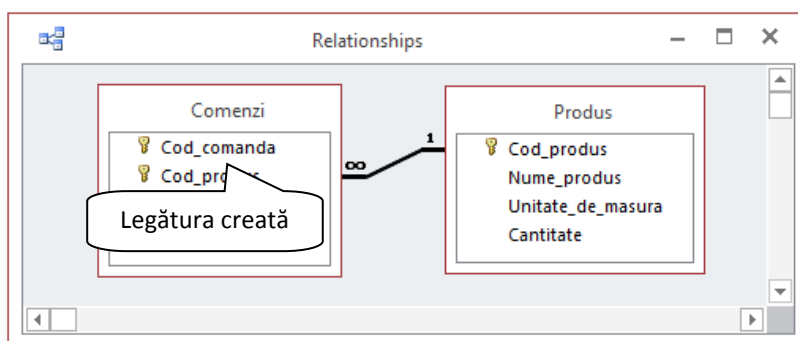 Relationships
Comenzi
Cod_comanda
Legătura creată
∞
1
Produs
Cod_produs
Nume_produs
Unitate_de_masura
Cantitate